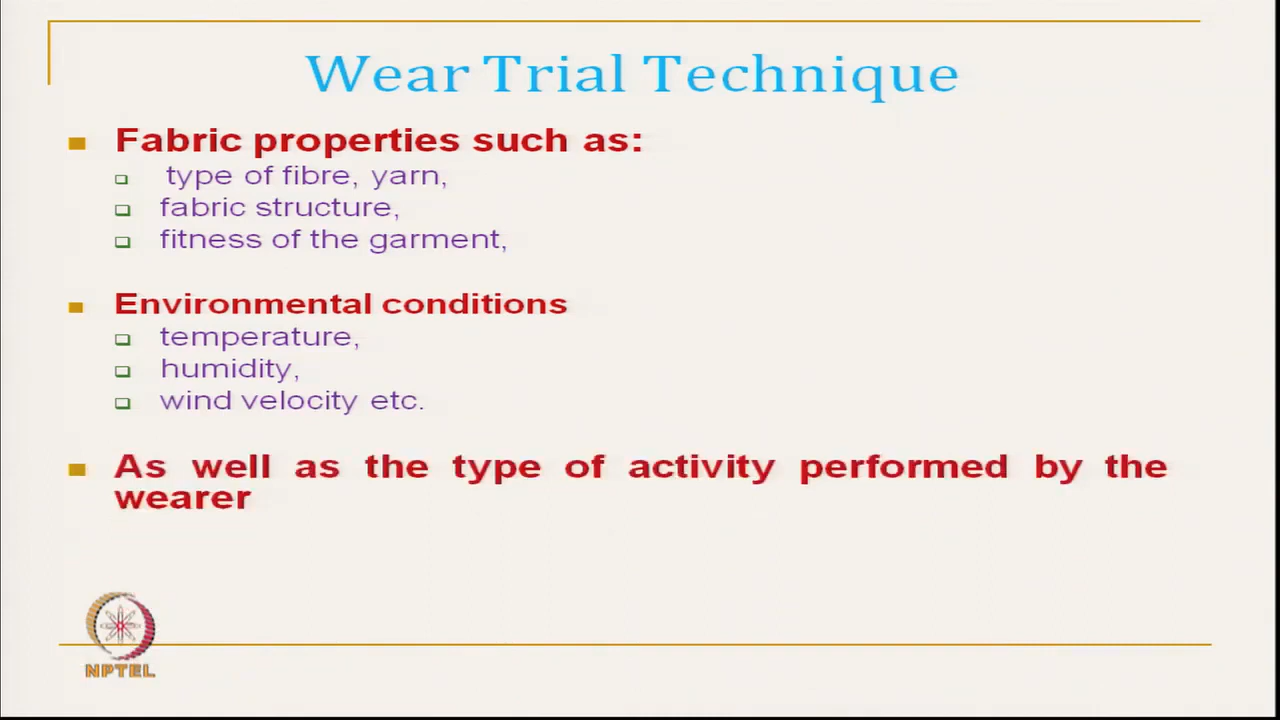 Wear Trial Technique
Fabric properties such as:
type of fibre, yarn,
fabric structure,
fitness of the garment,
Environmental conditions
temperature,
humidity,
wind velocity etc.
As well as the type of activity performed by the
wearer
NPTEL